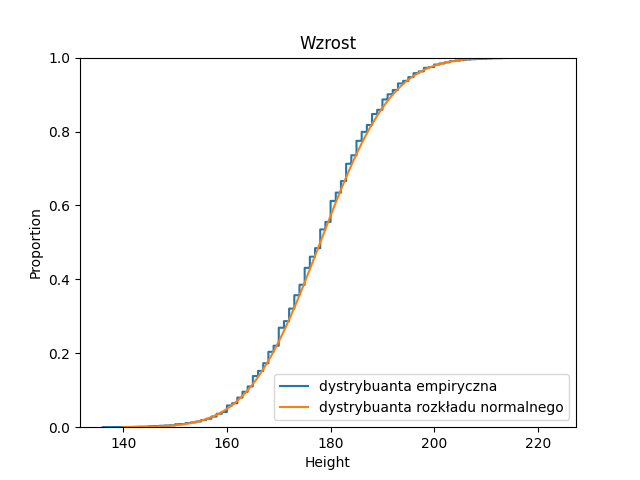 Wzrost
1.0
0.8
0.6
0.4
0.2
0.0
Proportion
140 160 180 200 220
Height
dystrybuanta empiryczna
dystrybuanta rozkładu normalnego